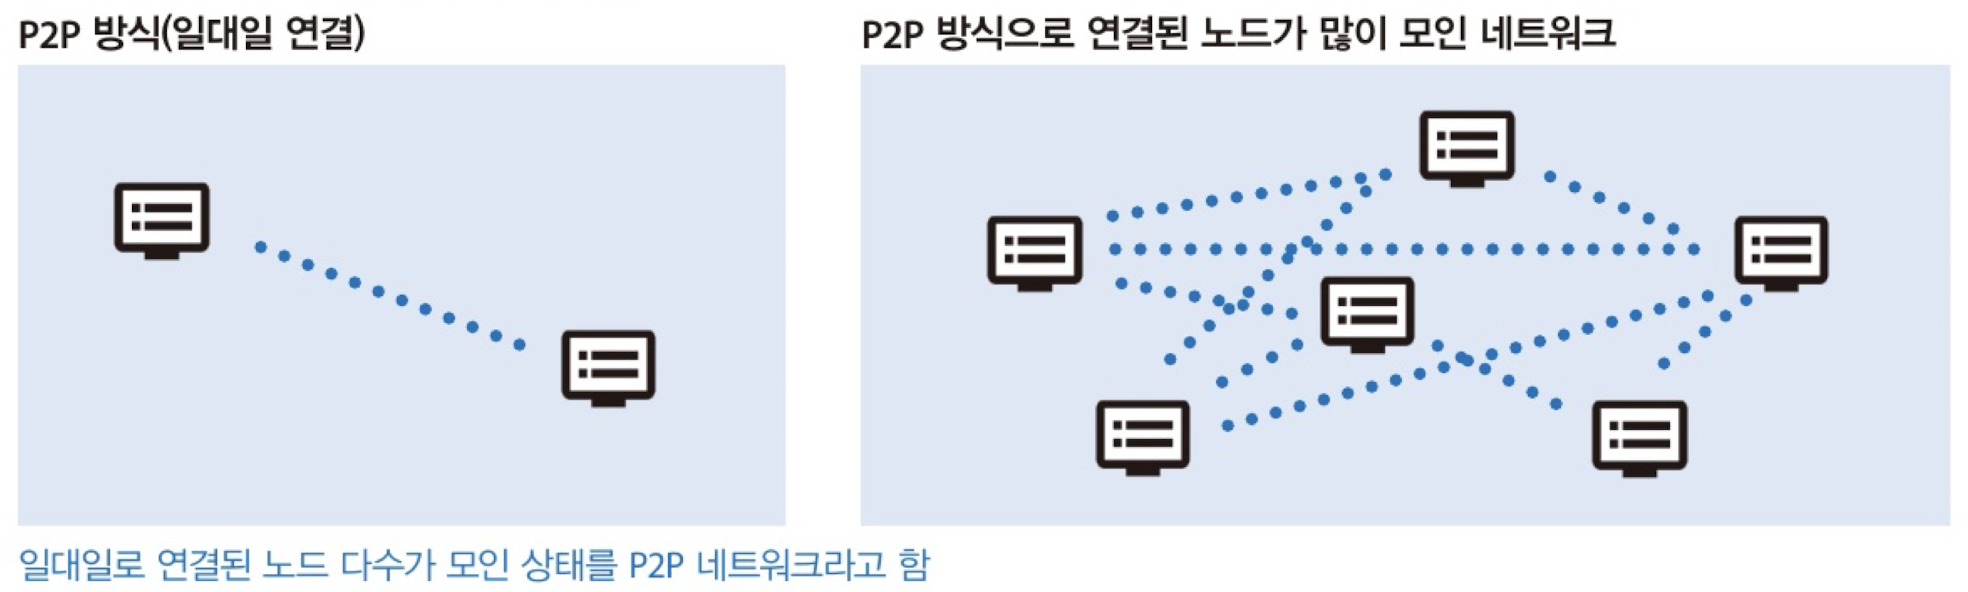 P2P 방식(일대일 연결)
P2P 방식으로 연결된 노드가 많이 모인 네트워크
일대일로 연결된 노드 다수가 모인 상태를 P2P 네트워크라고 함